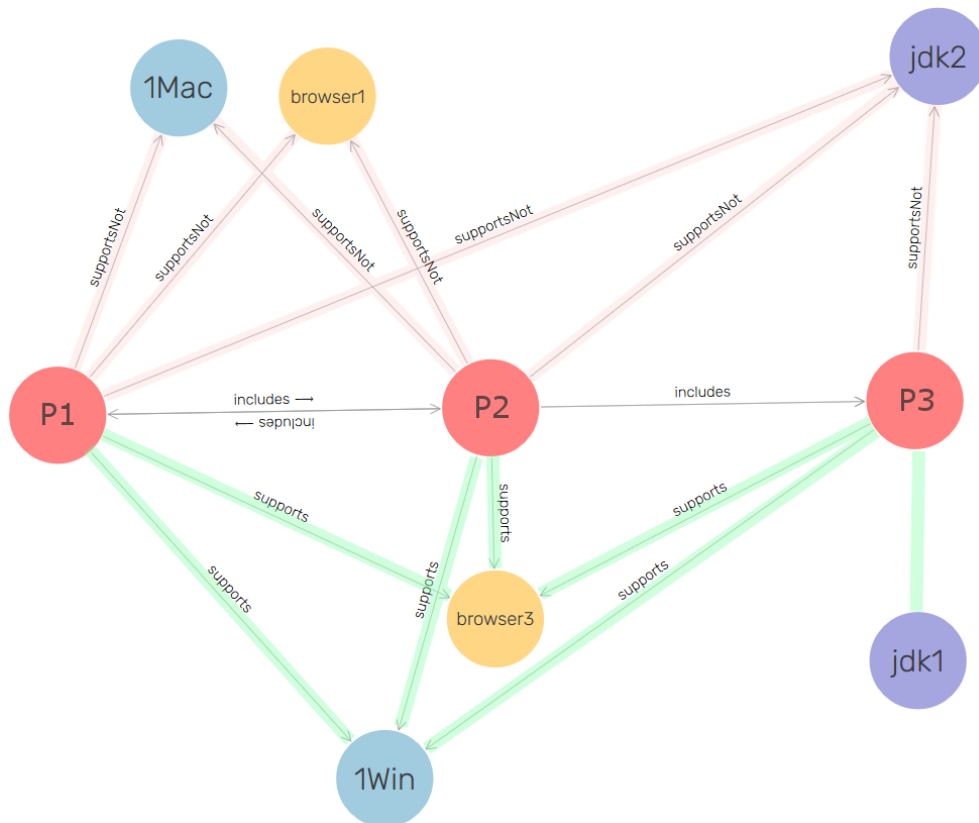 jdk2
1Mac
browser1
supportsNot
supportsNot
supportsNot
supportsNot
supportsNot
supportsNot
supportsNot
P1
includes →
includes →
P2
includes
P3
supports
supports
supports
supports
supports
supports
browser3
jdk1
1Win